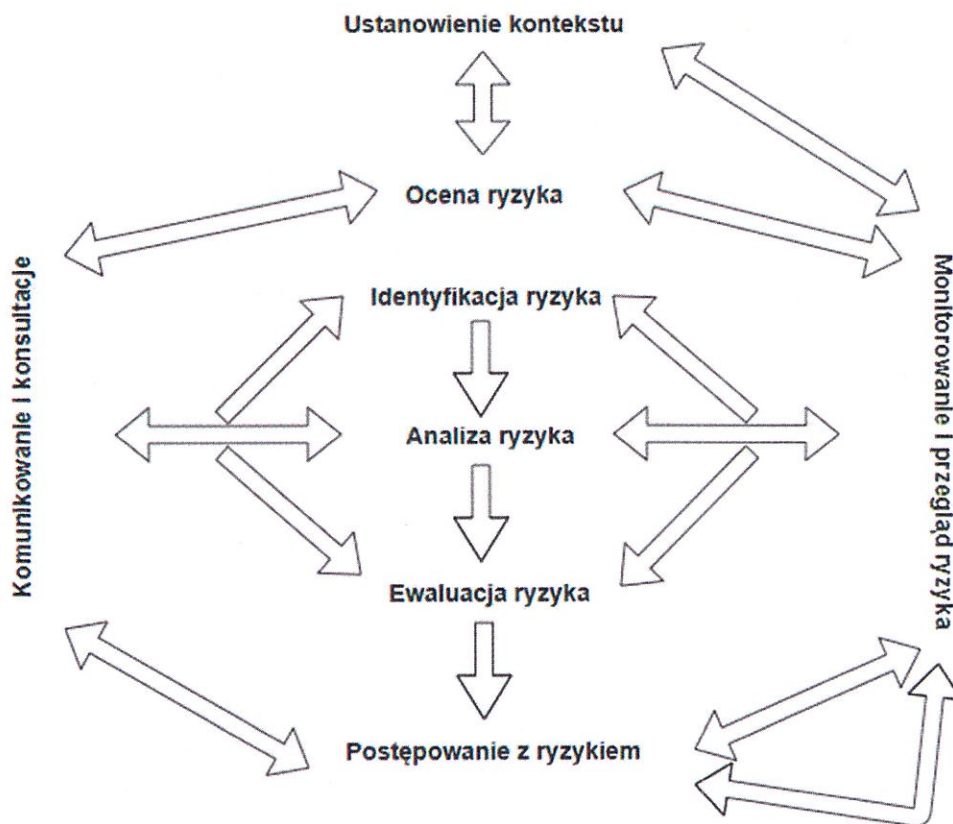 Ustanowienie kontekstu
Ocena ryzyka
Identyfikacja ryzyka
Analiza ryzyka
Ewaluacja ryzyka
Postępowanie z ryzykiem
Komunikowanie i konsultacje
Monitorowanie i przegląd ryzyka